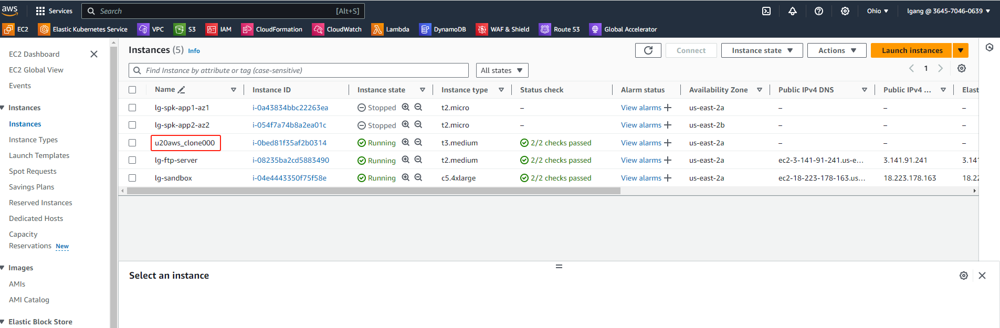 aws Services Search [Alt+S] Ohio ▼ lgang @ 3645-7046-0639 ▼
EC2 Elastic Kubernetes Service VPC S3 IAM CloudFormation CloudWatch Lambda DynamoDB WAF & Shield Route 53 Global Accelerator
EC2 Dashboard
EC2 Global View
Events
Instances
Instances
Instance Types
Launch Templates
Spot Requests
Savings Plans
Reserved Instances
Dedicated Hosts
Capacity
Reservations New
Images
AMIs
AMI Catalog
Elastic Block Store
Instances (5) Info Connect Instance state ▼ Actions ▼ Launch instances ▼
Find Instance by attribute or tag (case-sensitive) All states ▼ 1
Name Instance ID Instance state Instance type Status check Alarm status Availability Zone Public IPv4 DNS Public IPv4 ... Elast
lg-spk-app1-az1 i-0a43834bbc22263ea Stopped t2.micro – View alarms + us-east-2a – – –
lg-spk-app2-az2 i-054f7a74b8a2ea01c Stopped t2.micro – View alarms + us-east-2b – – –
u20aws_clone000 i-0bed81f35af2b0314 Running t3.medium 2/2 checks passed View alarms + us-east-2a – – –
lg-ftp-server i-08235ba2cd5883490 Running t2.medium 2/2 checks passed View alarms + us-east-2a ec2-3-141-91-241.us-e... 3.141.91.241 3.141
lg-sandbox i-04e4443350f75f58e Running c5.4xlarge 2/2 checks passed View alarms + us-east-2a ec2-18-223-178-163.us... 18.223.178.163 18.22
Select an instance